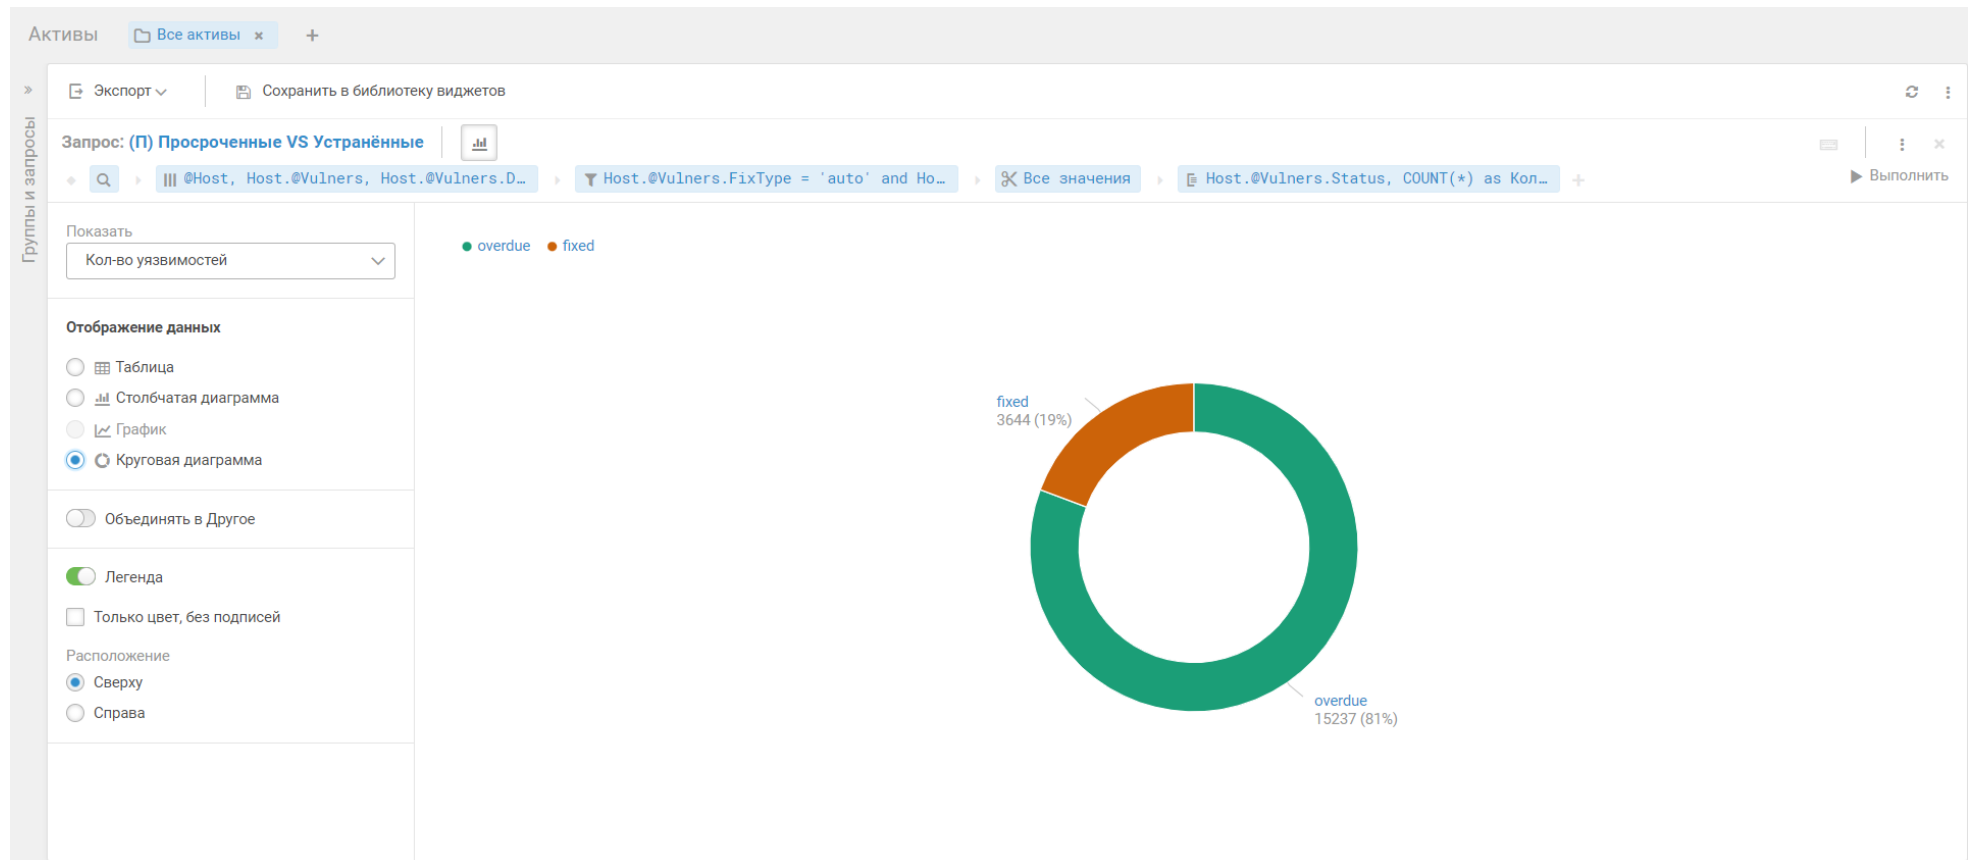 Активы Все активы × +
Экспорт Сохранить в библиотеку виджетов
Группы и запросы
Запрос: (П) Просроченные VS Устранённые
@Host, Host.@Vulners, Host.@Vulners.D… Host.@Vulners.FixType = 'auto' and Ho… Все значения Host.@Vulners.Status, COUNT(*) as Кол… + Выполнить
Показать
Кол-во уязвимостей
Отображение данных
Таблица
Столбчатая диаграмма
График
Круговая диаграмма
Объединять в Другое
Легенда
Только цвет, без подписей
Расположение
Сверху
Справа
overdue fixed
fixed
3644 (19%)
overdue
15237 (81%)